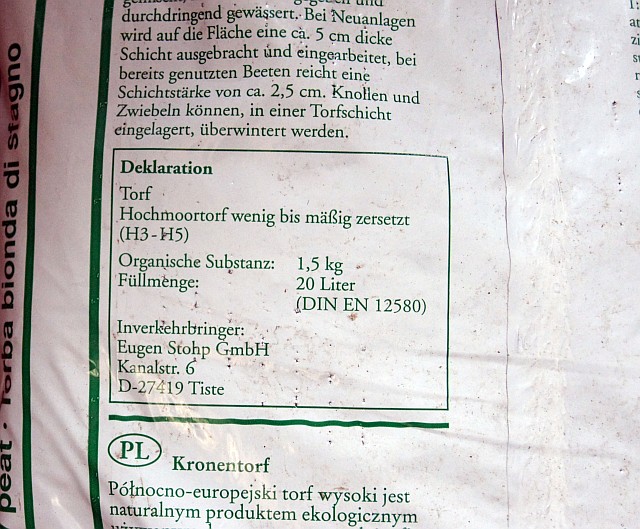 durchdringend gewässert. Bei Neuanlagen
wird auf die Fläche eine ca. 5 cm dicke
Schicht ausgebracht und eingearbeitet, bei
bereits genutzten Beeten reicht eine
Schichtstärke von ca. 2,5 cm. Knollen und
Zwiebeln können, in einer Torfschicht
eingelagert, überwintert werden.
Deklaration
Torf
Hochmoortorf wenig bis mäßig zersetzt
(H3-H5)
Organische Substanz: 1,5 kg
Füllmenge: 20 Liter
(DIN EN 12580)
Inverkehrbringer:
Eugen Stohp GmbH
Kanalstr. 6
D-27419 Tiste
PL Kronentorf
Północno-europejski torf wysoki jest
naturalnym produktem ekologicznym
peat · Torba bionda di stagno